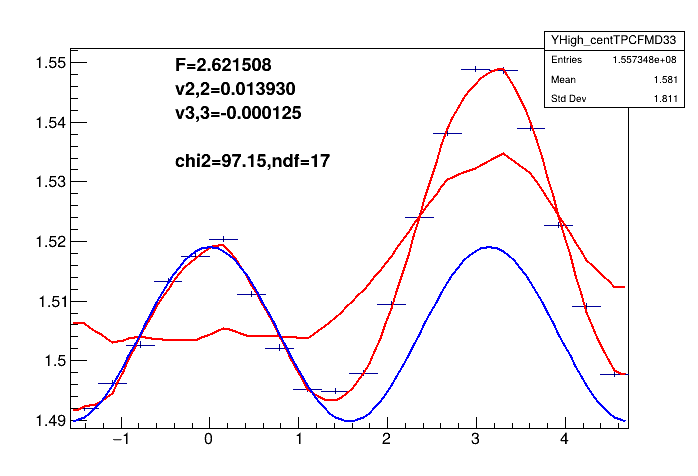 YHigh_centTPCFMD33
Entries 1.557348e+08
Mean 1.581
Std Dev 1.811
F=2.621508
v2,2=0.013930
v3,3=-0.000125
chi2=97.15,ndf=17
1.55
1.54
1.53
1.52
1.51
1.5
1.49
−1 0 1 2 3 4